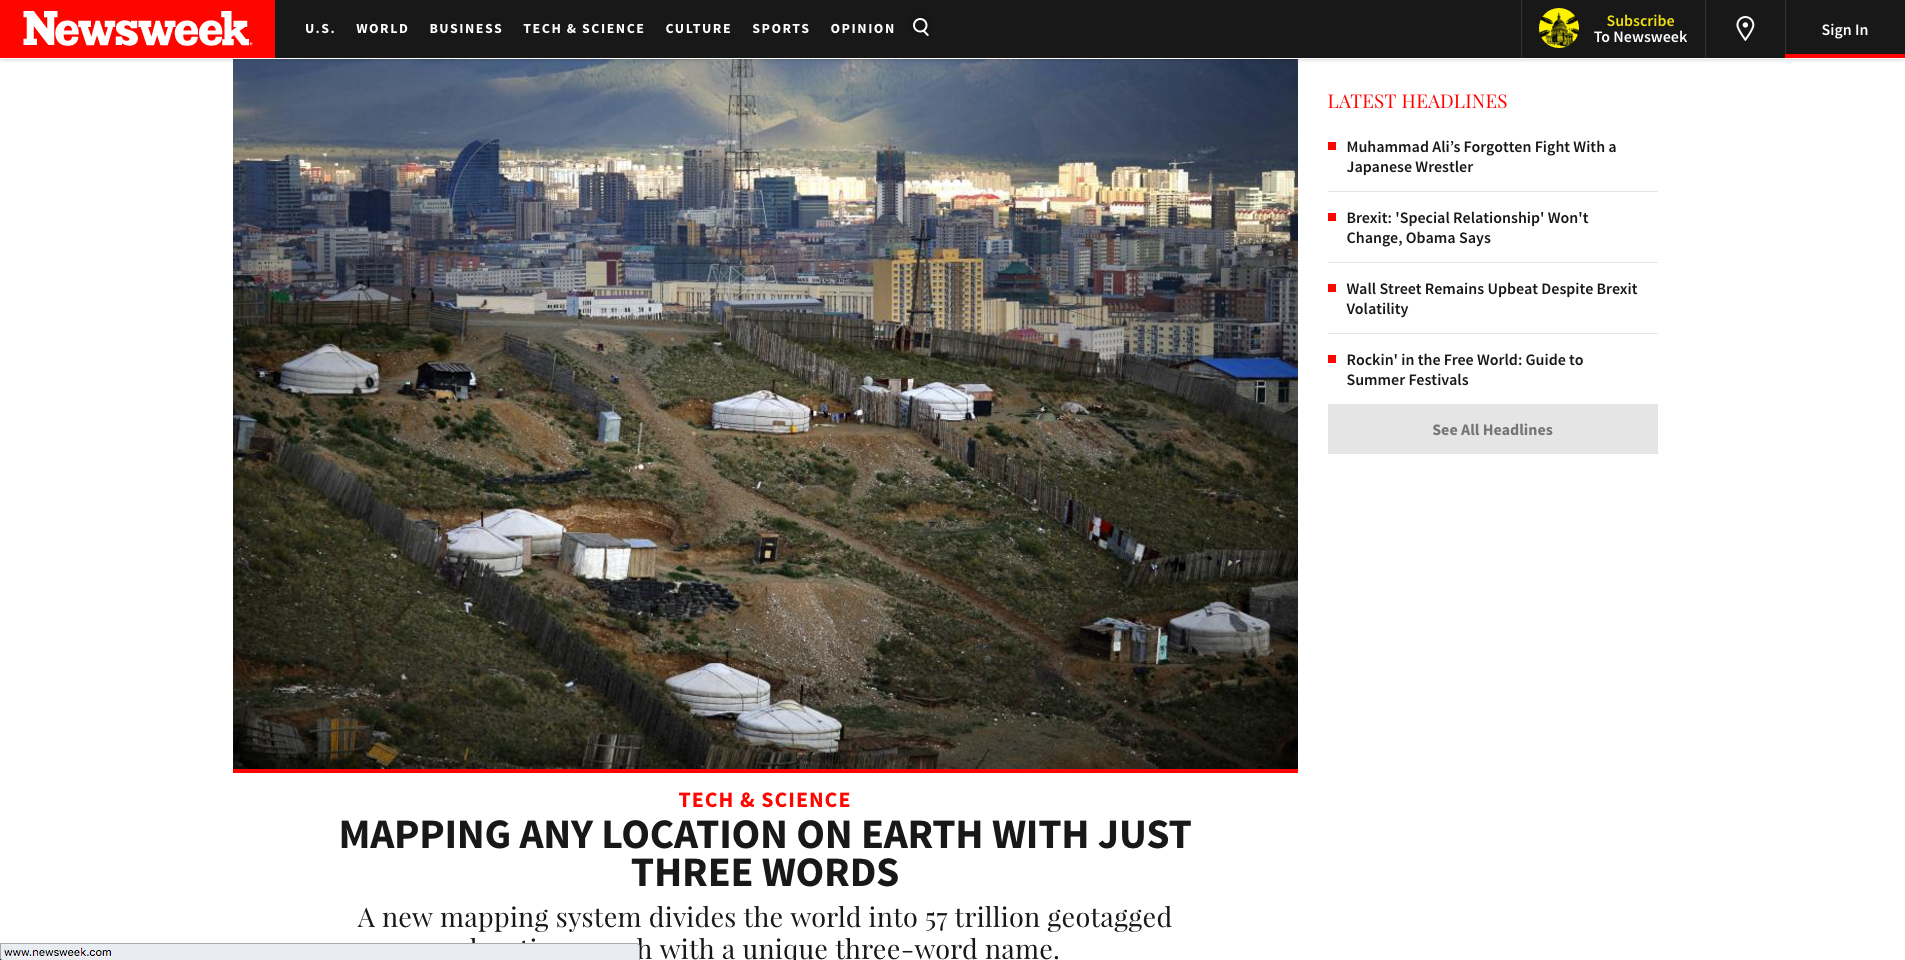 Newsweek
U.S. WORLD BUSINESS TECH & SCIENCE CULTURE SPORTS OPINION
Subscribe
To Newsweek
Sign In
LATEST HEADLINES
Muhammad Ali’s Forgotten Fight With a
Japanese Wrestler
Brexit: 'Special Relationship' Won't
Change, Obama Says
Wall Street Remains Upbeat Despite Brexit
Volatility
Rockin' in the Free World: Guide to
Summer Festivals
See All Headlines
TECH & SCIENCE
MAPPING ANY LOCATION ON EARTH WITH JUST
THREE WORDS
A new mapping system divides the world into 57 trillion geotagged
with a unique three-word name.
www.newsweek.com